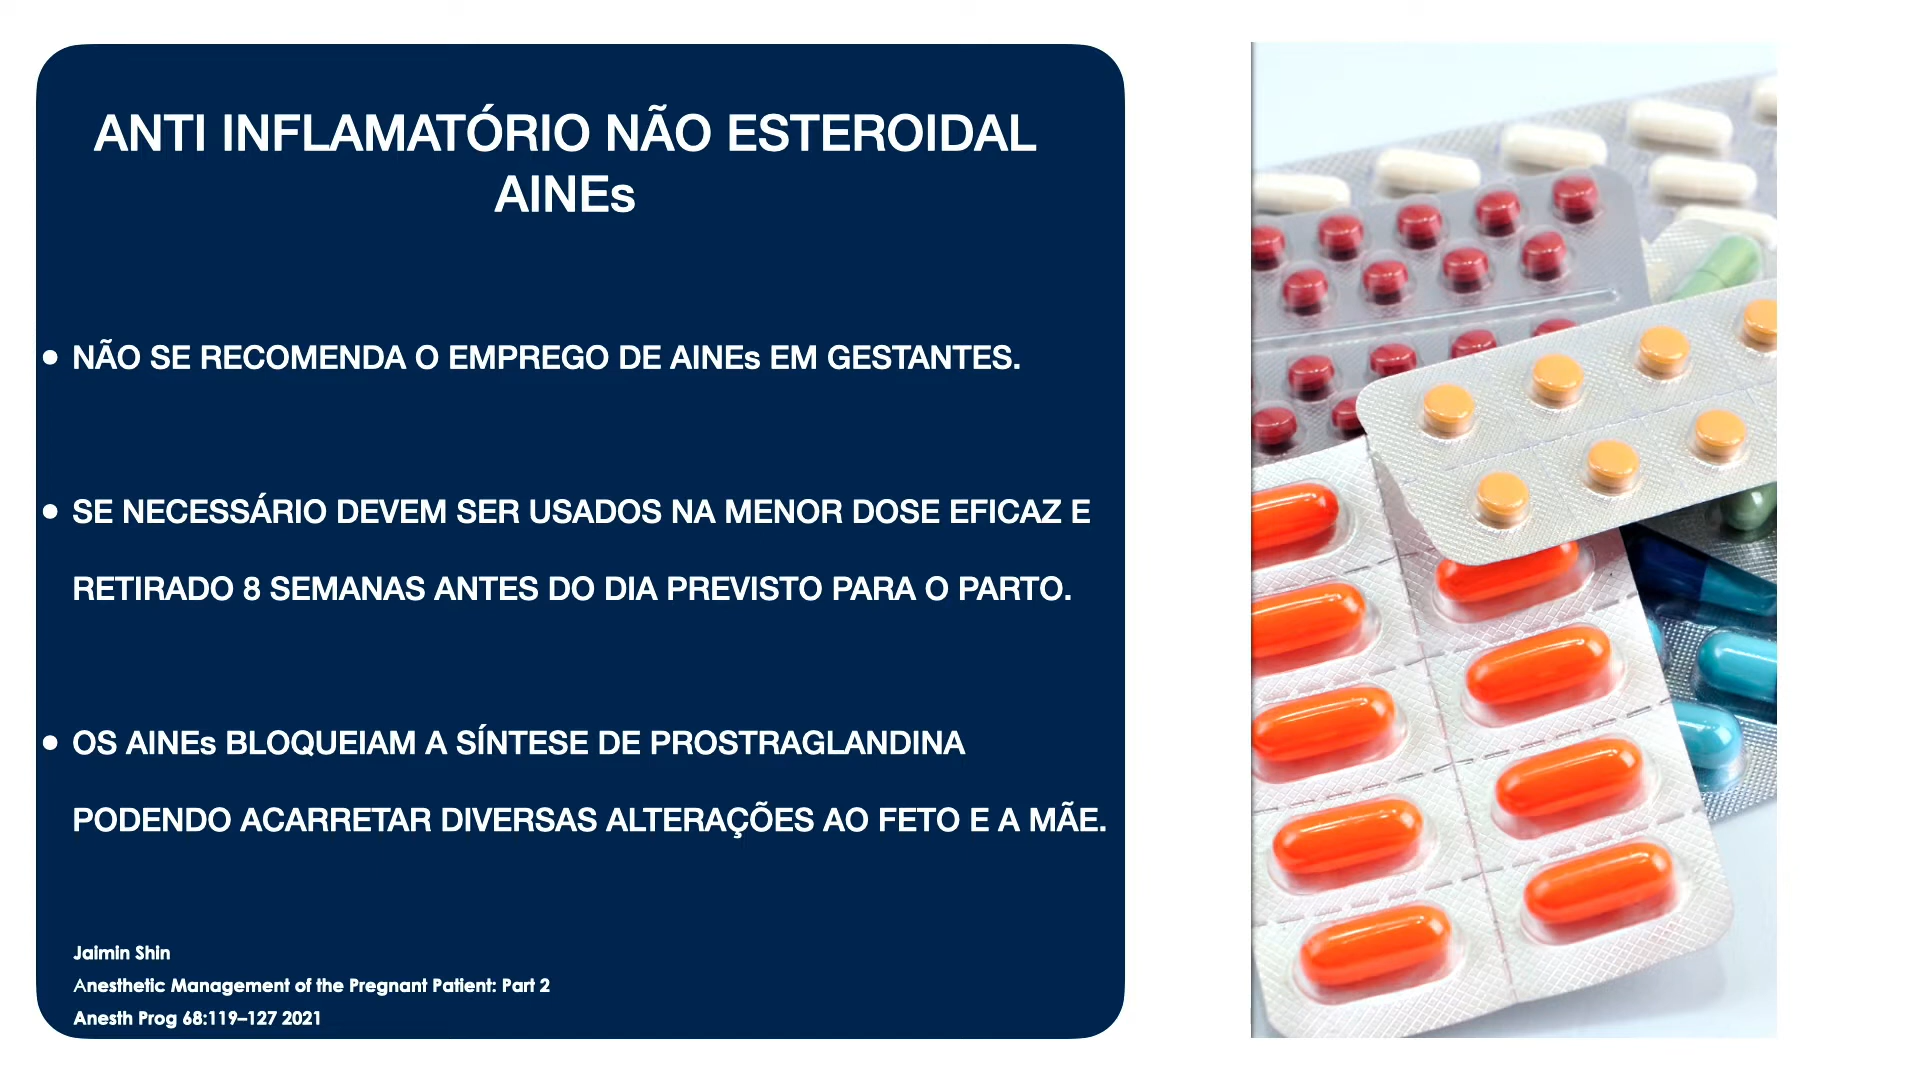 ANTI INFLAMATÓRIO NÃO ESTEROIDAL
AINEs
• NÃO SE RECOMENDA O EMPREGO DE AINEs EM GESTANTES.
• SE NECESSÁRIO DEVEM SER USADOS NA MENOR DOSE EFICAZ E
RETIRADO 8 SEMANAS ANTES DO DIA PREVISTO PARA O PARTO.
• OS AINEs BLOQUEIAM A SÍNTESE DE PROSTRAGLANDINA
PODENDO ACARRETAR DIVERSAS ALTERAÇÕES AO FETO E A MÃE.
Jaimin Shin
Anesthetic Management of the Pregnant Patient: Part 2
Anesth Prog 68:119–127 2021